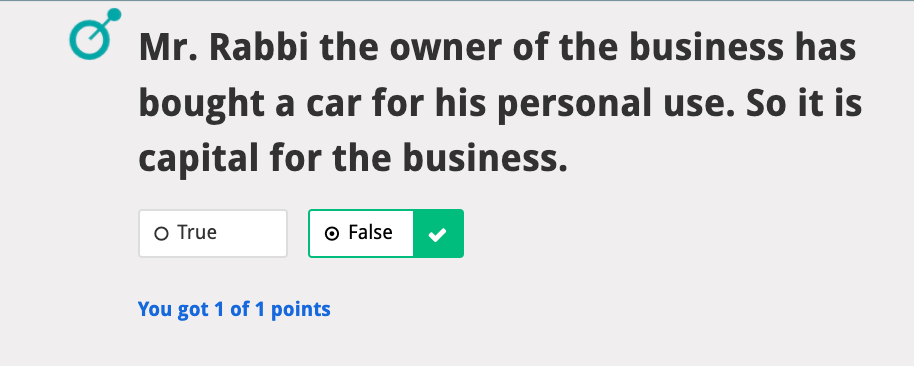 Mr. Rabbi the owner of the business has
bought a car for his personal use. So it is
capital for the business.
True
False
You got 1 of 1 points